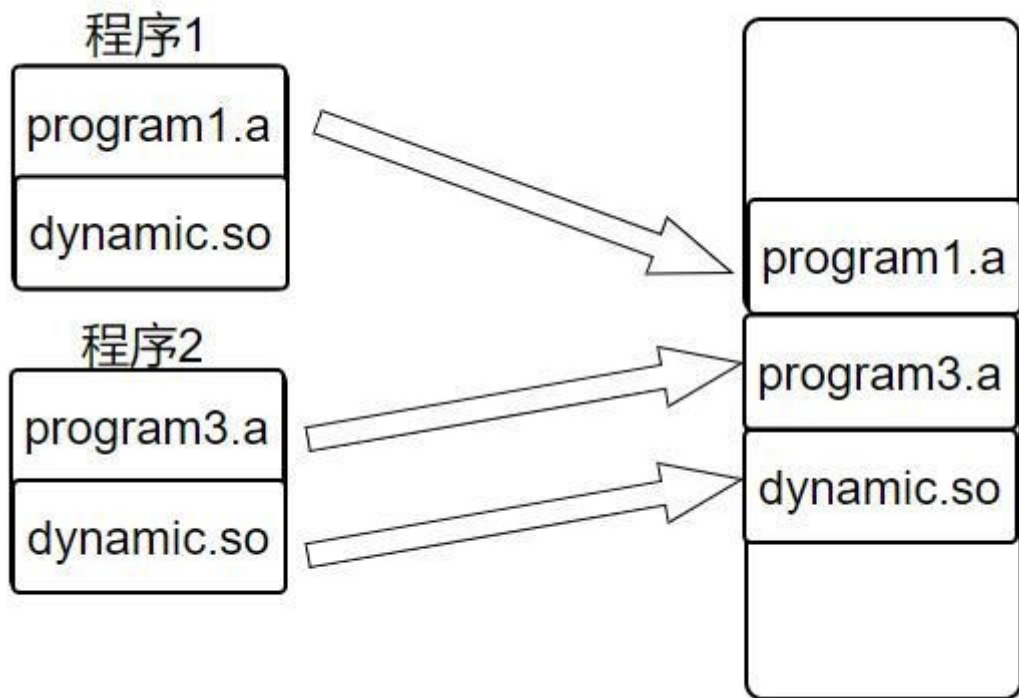 程序1
program1.a
dynamic.so
程序2
program3.a
dynamic.so
program1.a
program3.a
dynamic.so